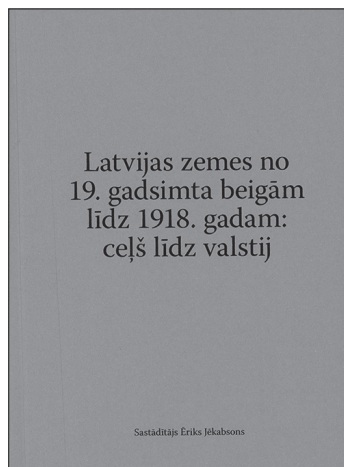 Latvijas zemes no
19. gadsimta beigām
līdz 1918. gadam:
ceļš līdz valstij
Sastādītājs Ēriks Jēkabsons